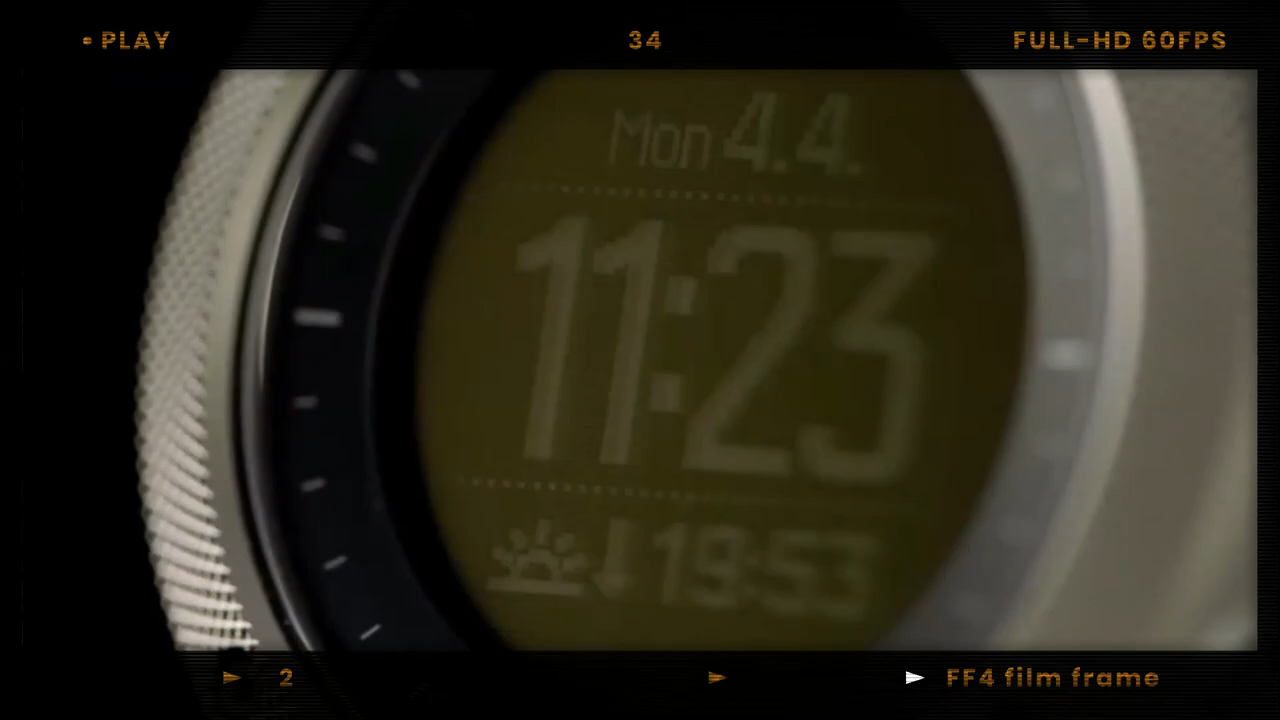 PLAY
34
FULL-HD 60FPS
Mon 4.4.
11:23
19:53
2
FF4 film frame